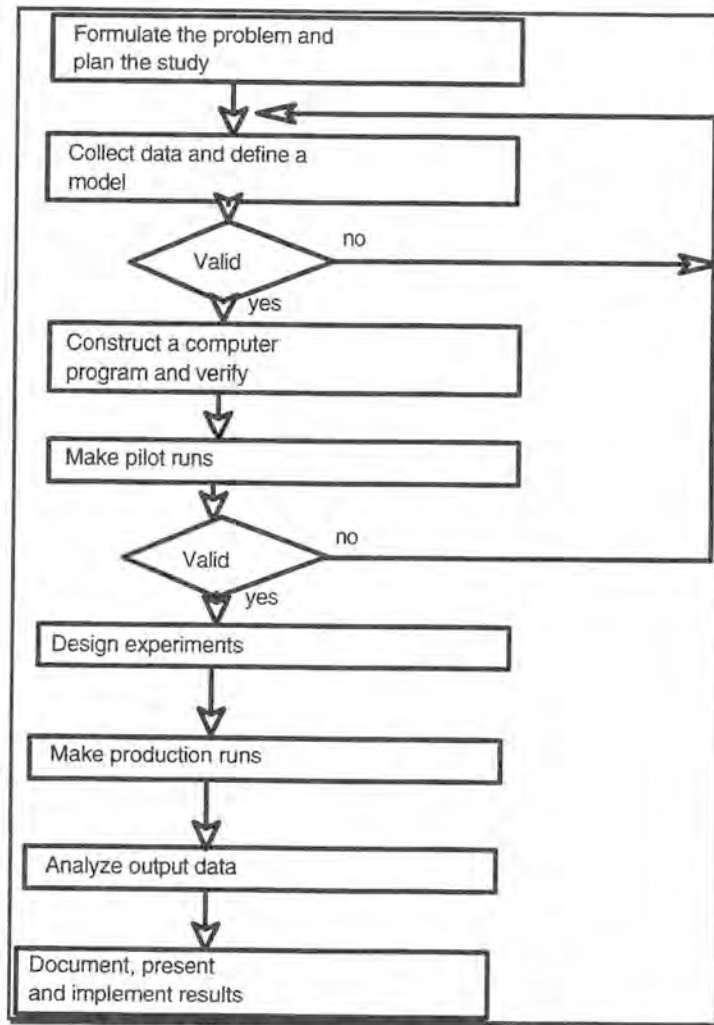 Formulate the problem and
plan the study
Collect data and define a
model
no
Valid
yes
Construct a computer
program and verify
Make pilot runs
no
Valid
yes
Design experiments
Make production runs
Analyze output data
Document, present
and implement results